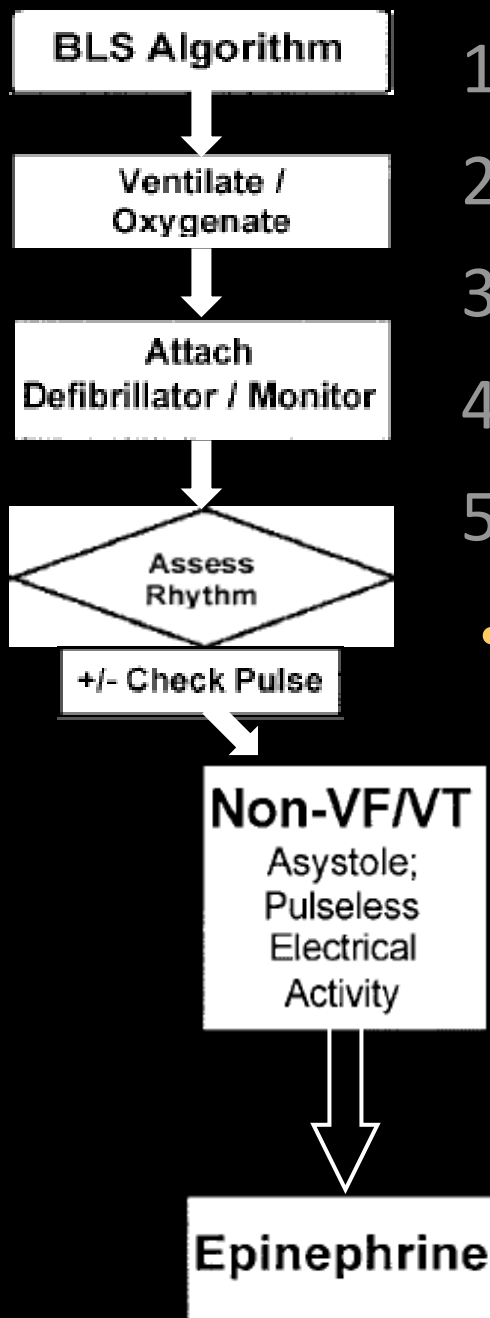 BLS Algorithm
1
Ventilate /
Oxygenate
2
3
Attach
Defibrillator / Monitor
4
5
Assess
Rhythm
•
+/- Check Pulse
Non-VF/VT
Asystole;
Pulseless
Electrical
Activity
Epinephrine